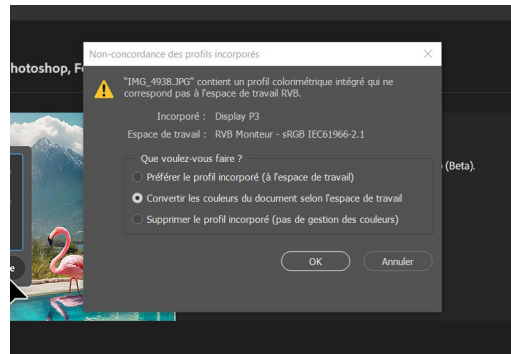 Non-concordance des profils incorporés
hotoshop, F
"IMG_4938.JPG" contient un profil colorimétrique intégré qui ne
correspond pas à l'espace de travail RVB.
Incorporé : Display P3
Espace de travail : RVB Moniteur - sRGB IEC61966-2.1
Que voulez-vous faire ?
Préférer le profil incorporé (à l'espace de travail)
(Beta).
Convertir les couleurs du document selon l'espace de travail
Supprimer le profil incorporé (pas de gestion des couleurs)
OK
Annuler
e